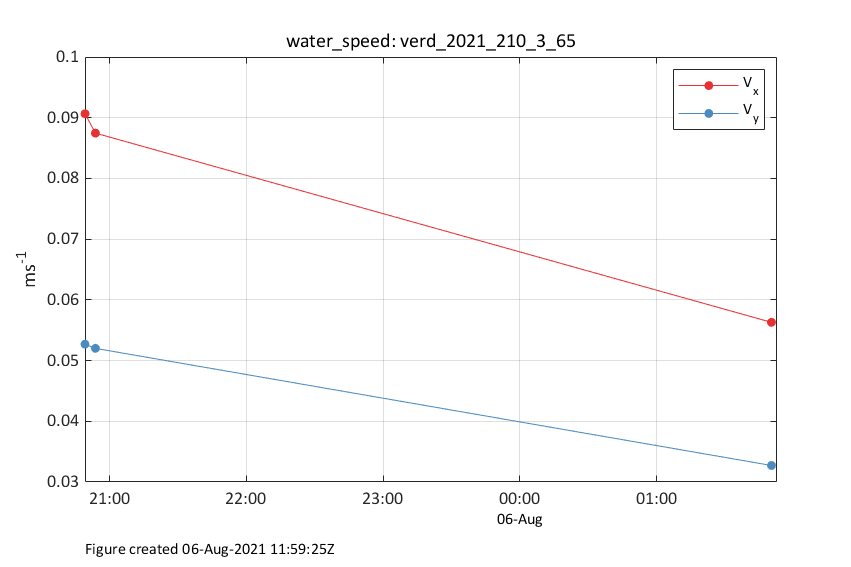 water_speed: verd_2021_210_3_65
V_x
V_y
ms^-1
0.1
0.09
0.08
0.07
0.06
0.05
0.04
0.03
21:00 22:00 23:00 00:00 01:00
06-Aug
Figure created 06-Aug-2021 11:59:25Z